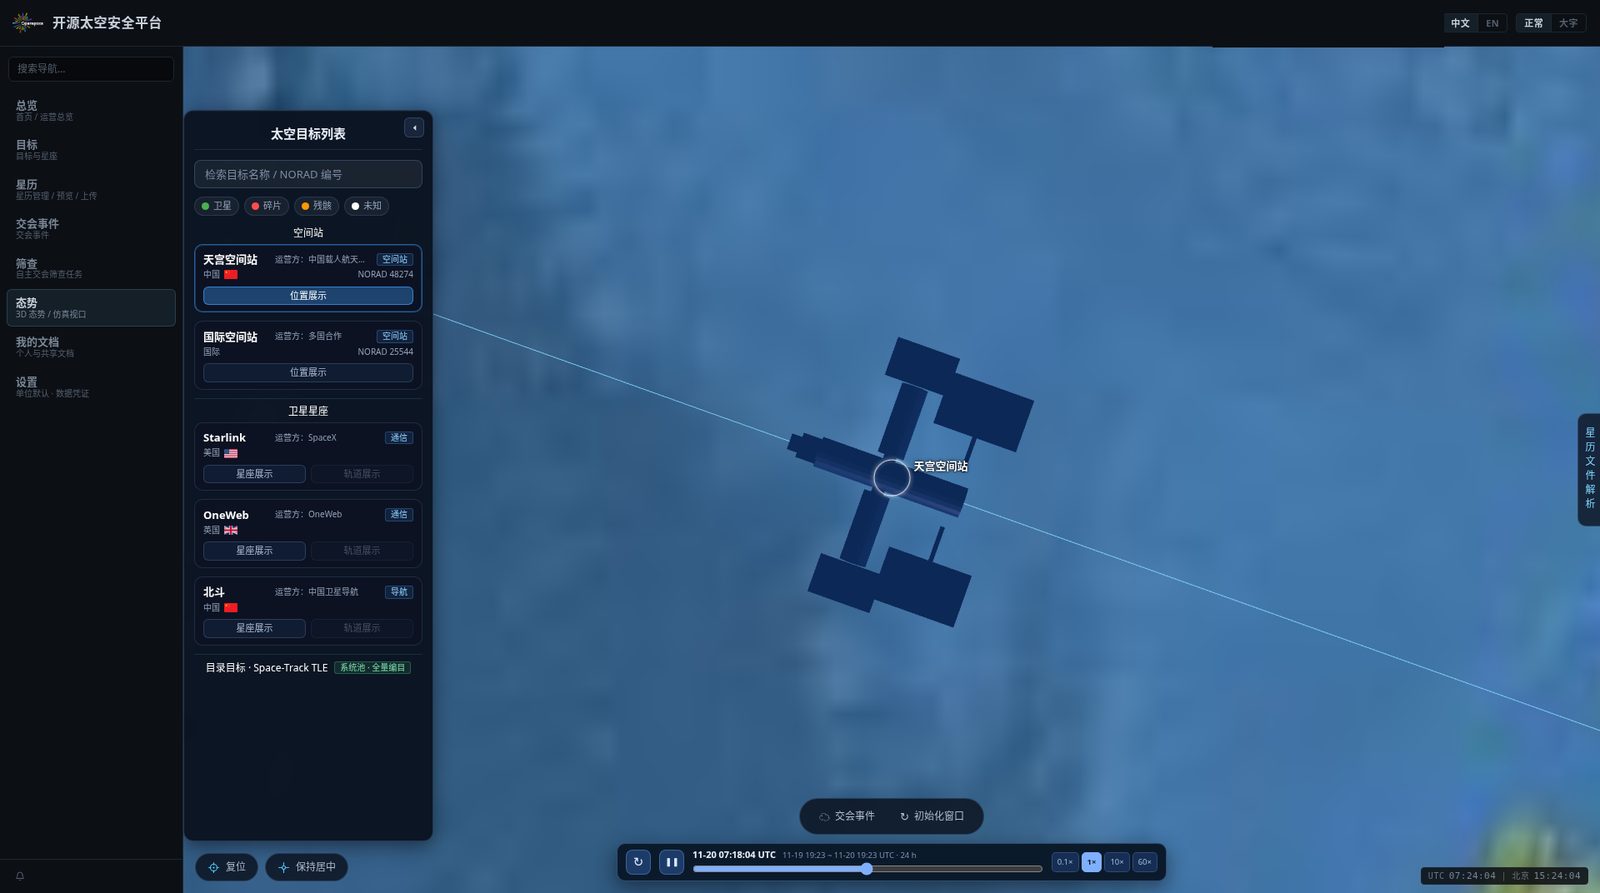 开源太空安全平台
中文 EN 正常 大字
搜索导航...
总览
首页 / 运营总览
目标
目标与星座
星历
星历管理 / 预览 / 上传
交会事件
交会事件
筛查
自主交会筛查任务
态势
3D 态势 / 仿真视口
我的文档
个人与共享文档
设置
单位默认 · 数据凭证
太空目标列表
检索目标名称 / NORAD 编号
卫星 碎片 残骸 未知
空间站
天宫空间站 运营方：中国载人航天... 空间站
中国 NORAD 48274
位置展示
国际空间站 运营方：多国合作 空间站
国际 NORAD 25544
位置展示
卫星星座
Starlink 运营方：SpaceX 通信
美国
星座展示 轨道展示
OneWeb 运营方：OneWeb 通信
英国
星座展示 轨道展示
北斗 运营方：中国卫星导航 导航
中国
星座展示 轨道展示
目录目标 · Space-Track TLE 系统池 · 全量编目
天宫空间站
星历文件解析
交会事件 初始化窗口
复位 保持居中
11-20 07:18:04 UTC 11-19 19:23 ~ 11-20 19:23 UTC · 24 h
0.1× 1× 10× 60×
UTC 07:24:04 | 北京 15:24:04